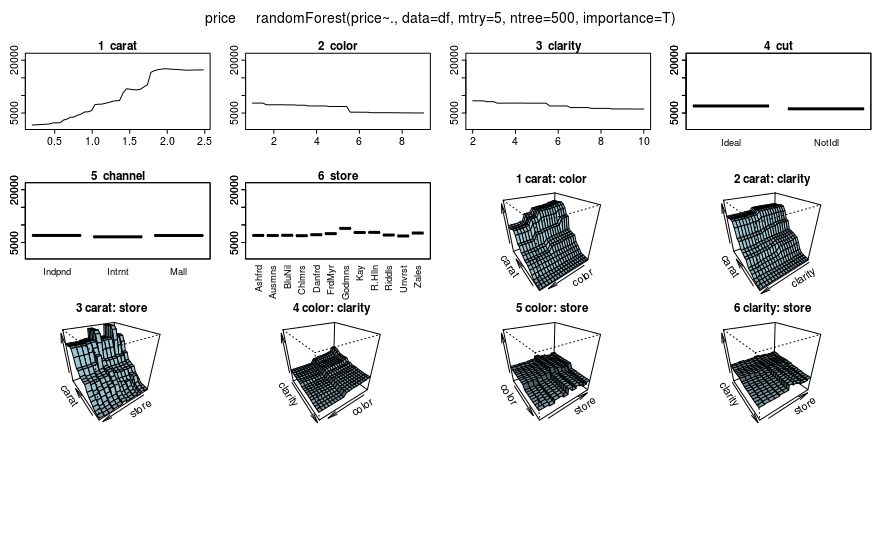 price     randomForest(price~., data=df, mtry=5, ntree=500, importance=T)
1  carat
2  color
3  clarity
4  cut
5000 20000
0.5 1.0 1.5 2.0 2.5
5000 20000
2 4 6 8
5000 20000
2 4 6 8 10
5000 20000
Ideal NotIdl
5  channel
6  store
1 carat: color
2 carat: clarity
5000 20000
Indpnd Intrnt Mall
5000 20000
Ashfrd Ausmns BluNil Chlmrs Danfrd FrdMyr Godmns Kay R.Hlln Riddls Unvrst Zales
carat color
carat clarity
3 carat: store
4 color: clarity
5 color: store
6 clarity: store
carat store
clarity color
color store
clarity store